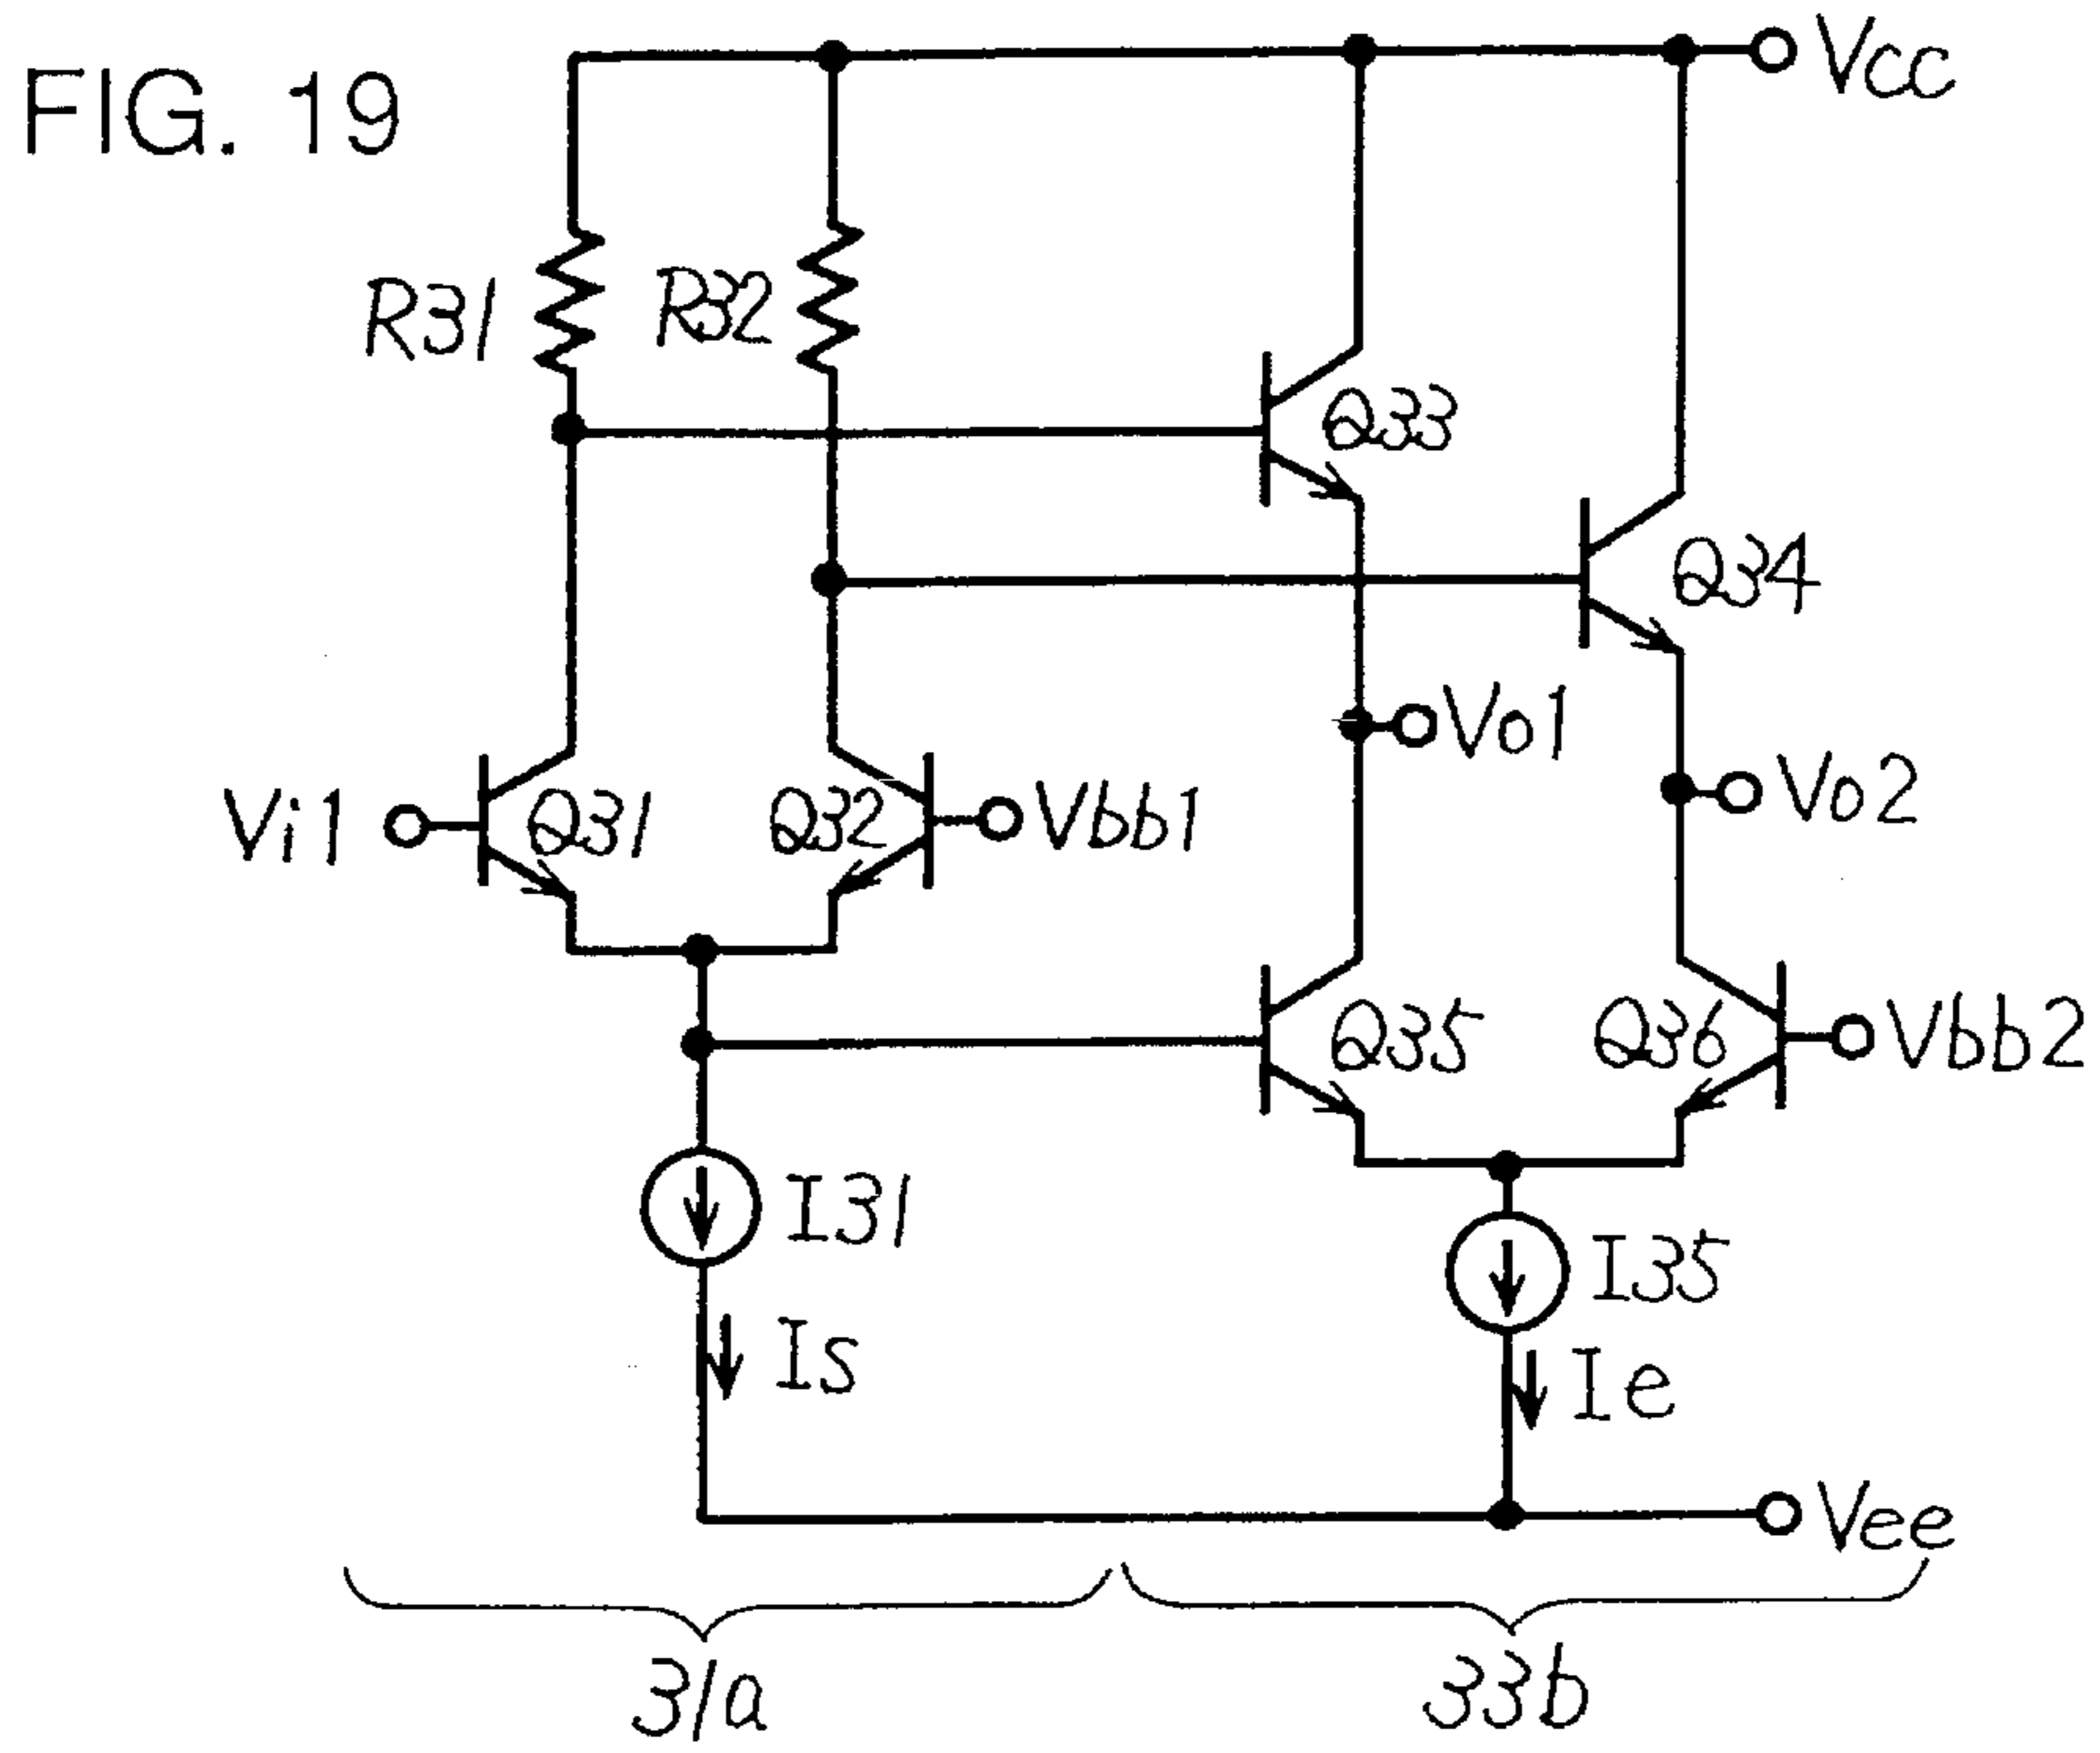 FIG. 19
Vcc
R31
R32
Q33
Q34
Vo1
Vo2
Vi1
Q31
Q32
Vbb1
Q35
Q36
Vbb2
I31
I35
Is
Ie
Vee
31a
33b